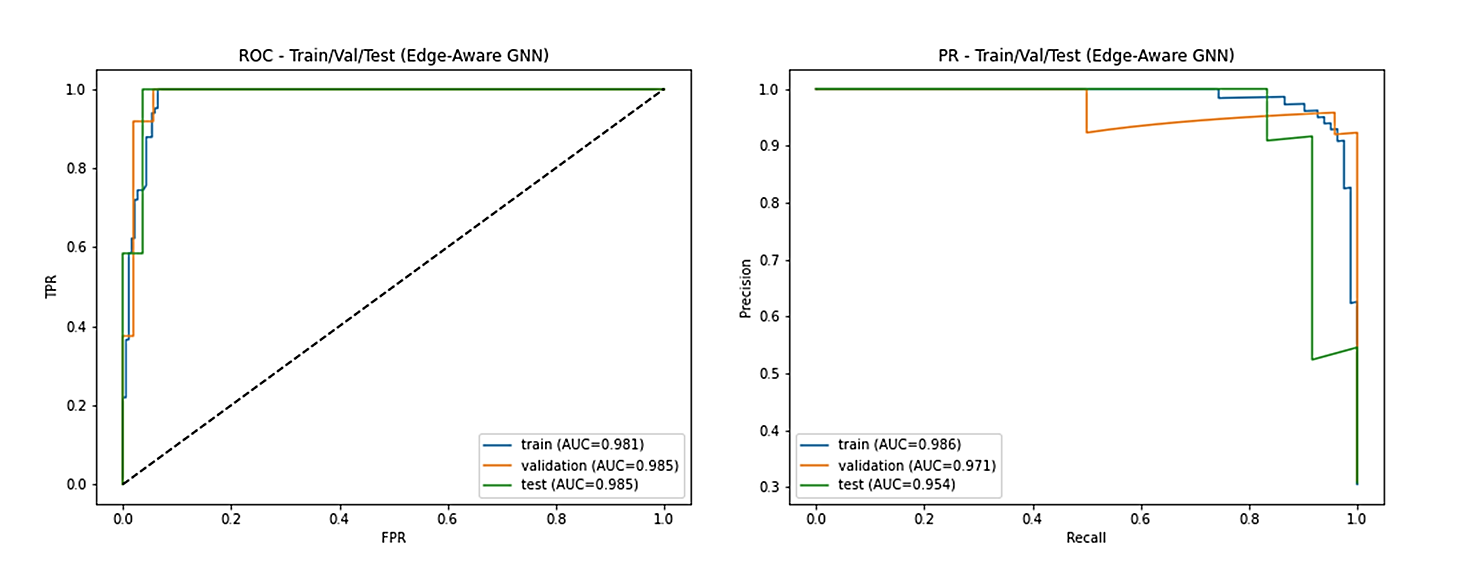 ROC - Train/Val/Test (Edge-Aware GNN)
1.0
0.8
0.6
0.4
0.2
0.0
TPR
0.0 0.2 0.4 0.6 0.8 1.0
FPR
train (AUC=0.981)
validation (AUC=0.985)
test (AUC=0.985)
PR - Train/Val/Test (Edge-Aware GNN)
1.0
0.9
0.8
0.7
0.6
0.5
0.4
0.3
Precision
0.0 0.2 0.4 0.6 0.8 1.0
Recall
train (AUC=0.986)
validation (AUC=0.971)
test (AUC=0.954)